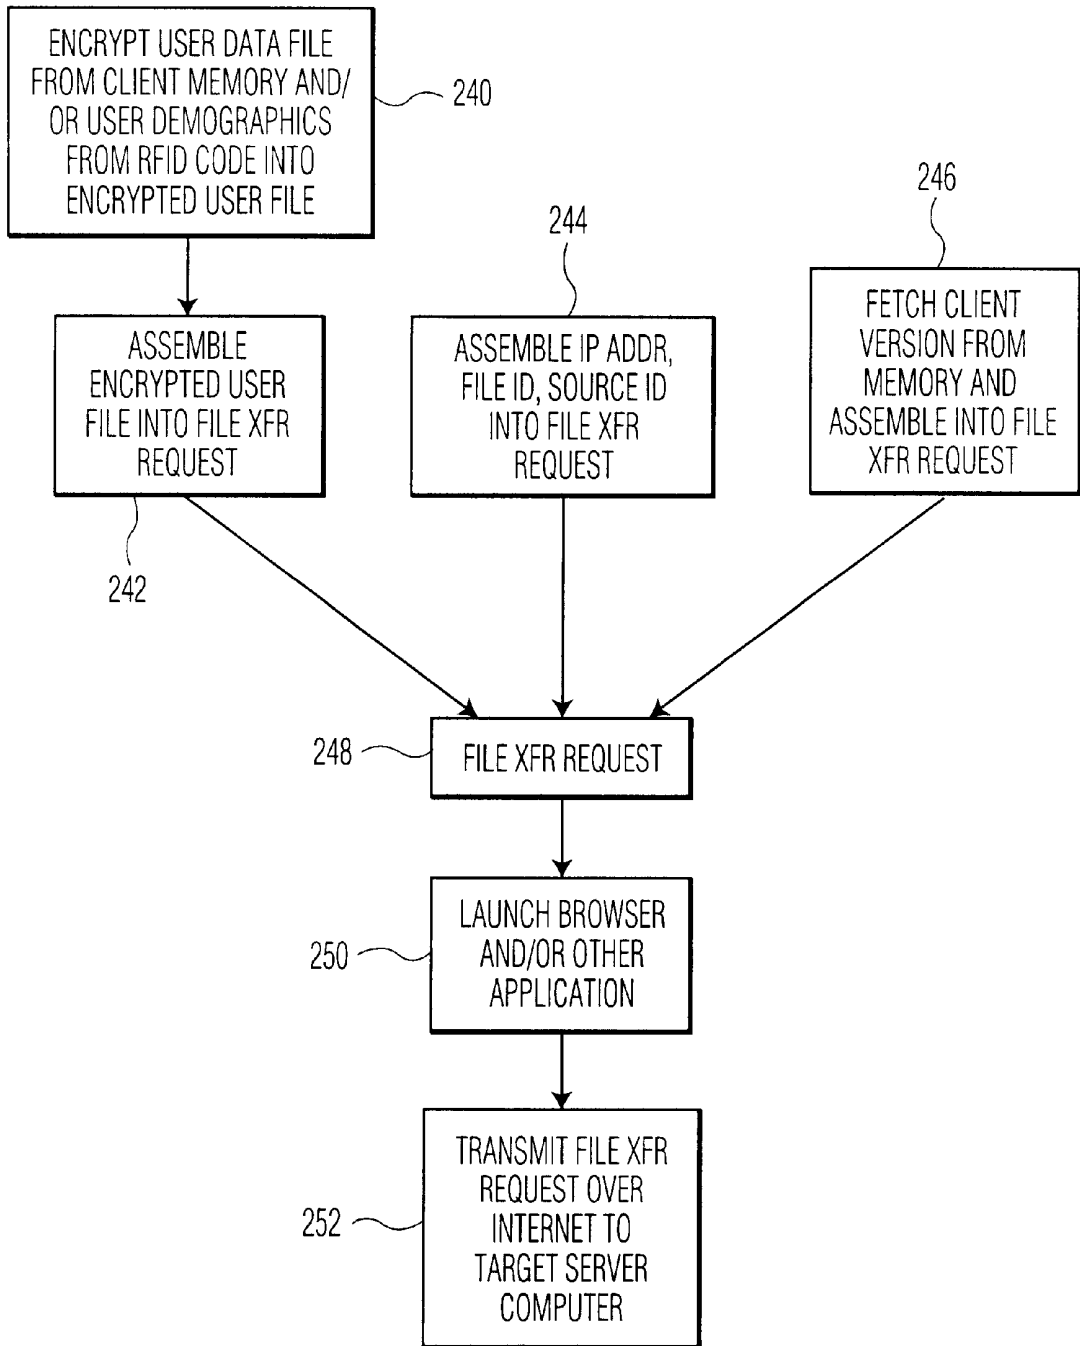 ENCRYPT USER DATA FILE
FROM CLIENT MEMORY AND/
OR USER DEMOGRAPHICS
FROM RFID CODE INTO
ENCRYPTED USER FILE
240
ASSEMBLE
ENCRYPTED USER
FILE INTO FILE XFR
REQUEST
242
244
ASSEMBLE IP ADDR,
FILE ID, SOURCE ID
INTO FILE XFR
REQUEST
246
FETCH CLIENT
VERSION FROM
MEMORY AND
ASSEMBLE INTO FILE
XFR REQUEST
248
FILE XFR REQUEST
250
LAUNCH BROWSER
AND/OR OTHER
APPLICATION
252
TRANSMIT FILE XFR
REQUEST OVER
INTERNET TO
TARGET SERVER
COMPUTER